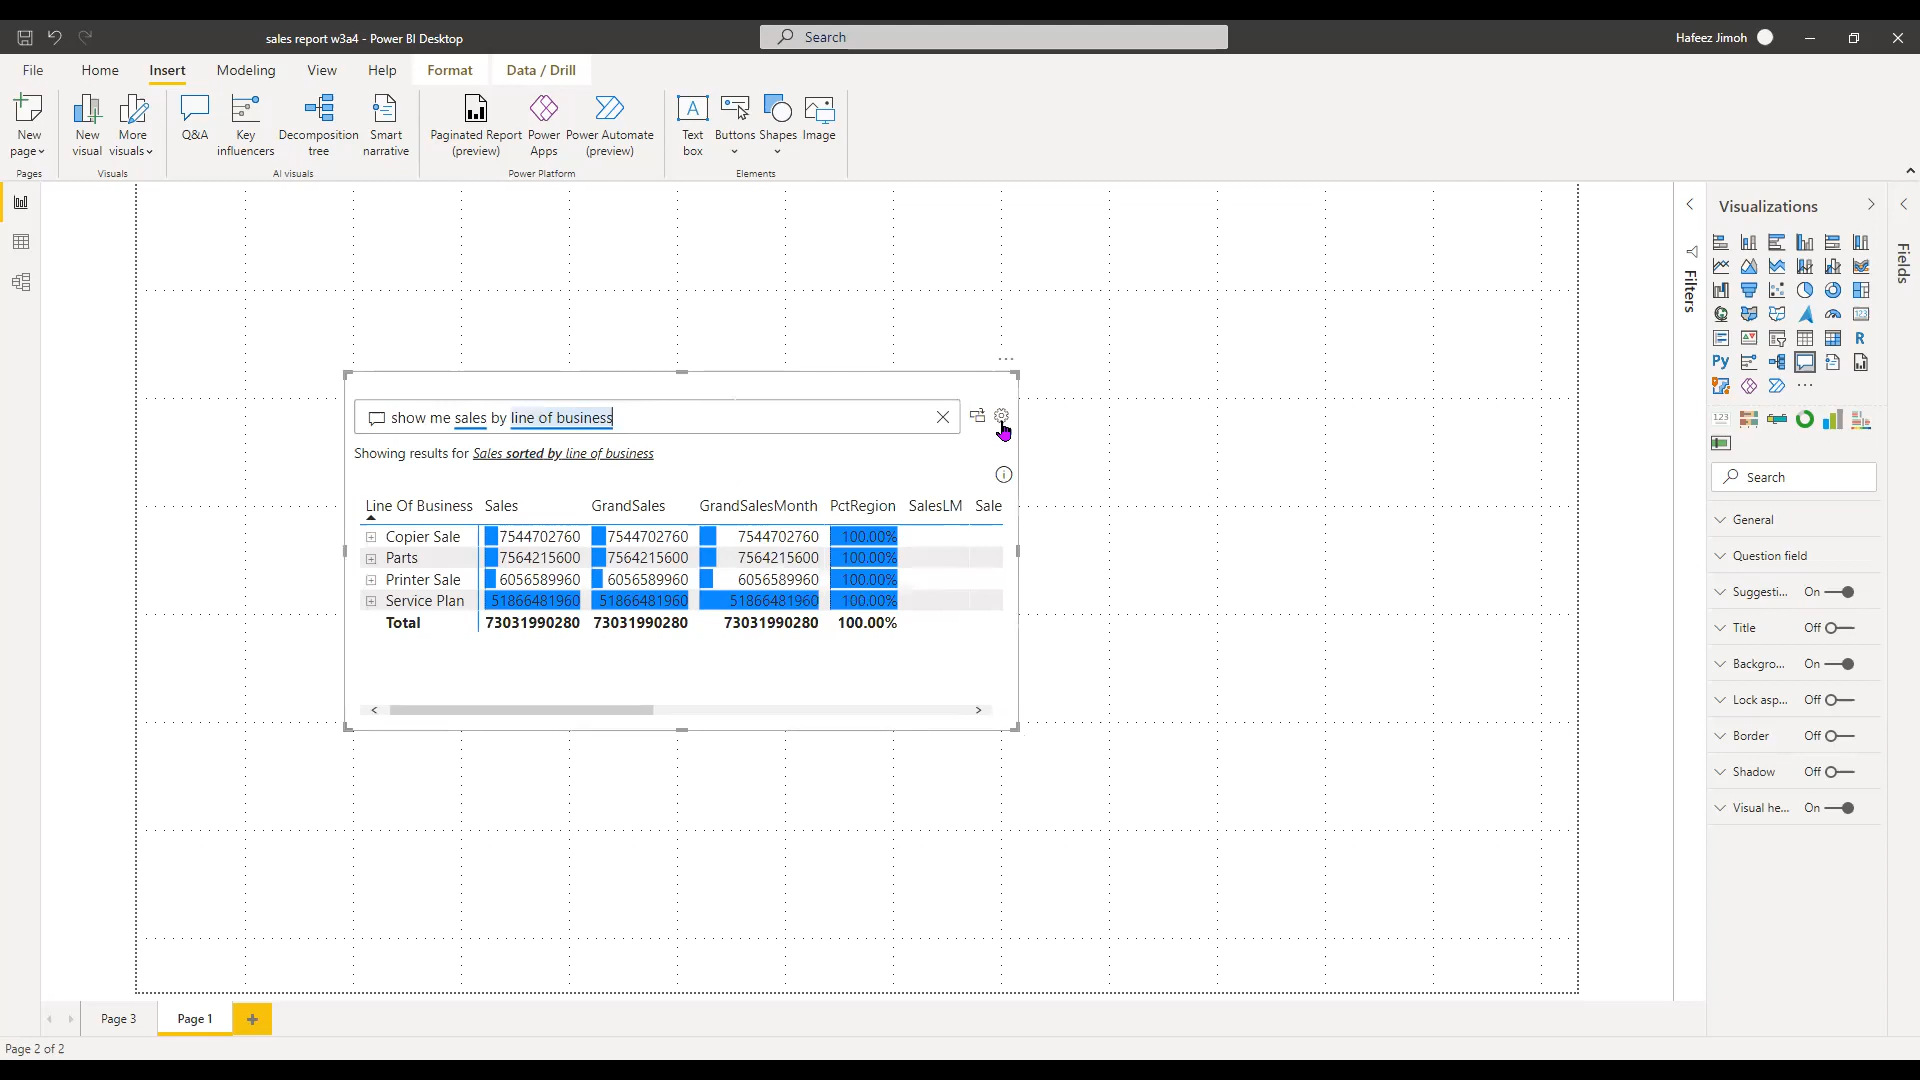 sales report w3a4 - Power BI Desktop
Search
Hafeez Jimoh
File
Home
Insert
Modeling
View
Help
Format
Data / Drill
New page
New visual
More visuals
Q&A
Key influencers
Decomposition tree
Smart narrative
Paginated Report (preview)
Power Apps
Power Automate (preview)
Text box
Buttons
Shapes
Image
Pages
Visuals
AI visuals
Power Platform
Elements
show me sales by line of business
Showing results for Sales sorted by line of business
Line Of Business Sales GrandSales GrandSalesMonth PctRegion SalesLM Sale
Copier Sale 7544702760 7544702760 7544702760 100.00%
Parts 7564215600 7564215600 7564215600 100.00%
Printer Sale 6056589960 6056589960 6056589960 100.00%
Service Plan 51866481960 51866481960 51866481960 100.00%
Total 73031990280 73031990280 73031990280 100.00%
Filters
Visualizations
Fields
R
Py
123
123
Search
General
Question field
Suggesti... On
Title Off
Backgro... On
Lock asp... Off
Border Off
Shadow Off
Visual he... On
Page 3
Page 1
Page 2 of 2